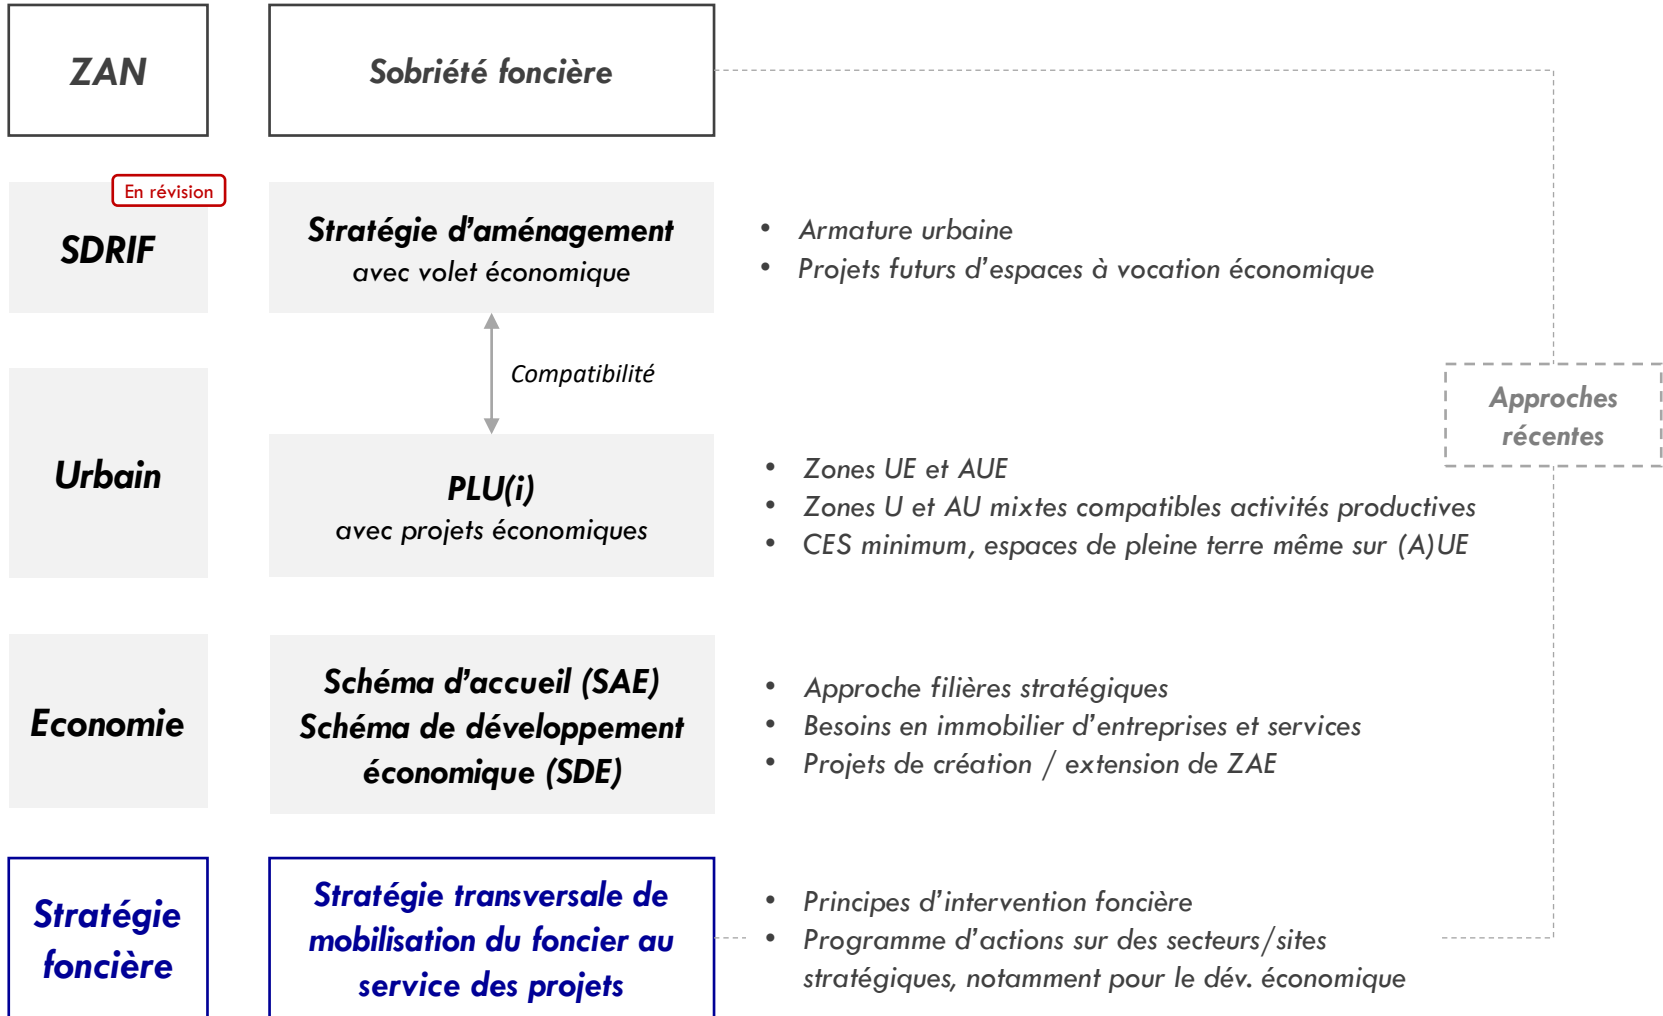 ZAN
Sobriété foncière
En révision
SDRIF
Stratégie d’aménagement
avec volet économique
• Armature urbaine
• Projets futurs d’espaces à vocation économique
Compatibilité
Approches
récentes
Urbain
PLU(i)
avec projets économiques
• Zones UE et AUE
• Zones U et AU mixtes compatibles activités productives
• CES minimum, espaces de pleine terre même sur (A)UE
Economie
Schéma d’accueil (SAE)
Schéma de développement
économique (SDE)
• Approche filières stratégiques
• Besoins en immobilier d’entreprises et services
• Projets de création / extension de ZAE
Stratégie
foncière
Stratégie transversale de
mobilisation du foncier au
service des projets
• Principes d’intervention foncière
• Programme d’actions sur des secteurs/sites
stratégiques, notamment pour le dév. économique